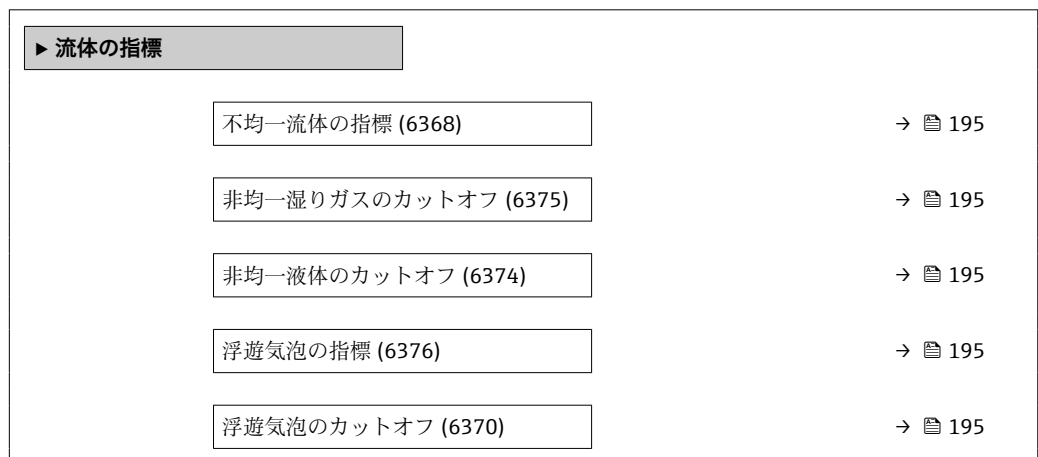 ▶ 流体の指標
不均一流体の指標 (6368) → 195
非均一湿りガスのカットオフ (6375) → 195
非均一液体のカットオフ (6374) → 195
浮遊気泡の指標 (6376) → 195
浮遊気泡のカットオフ (6370) → 195